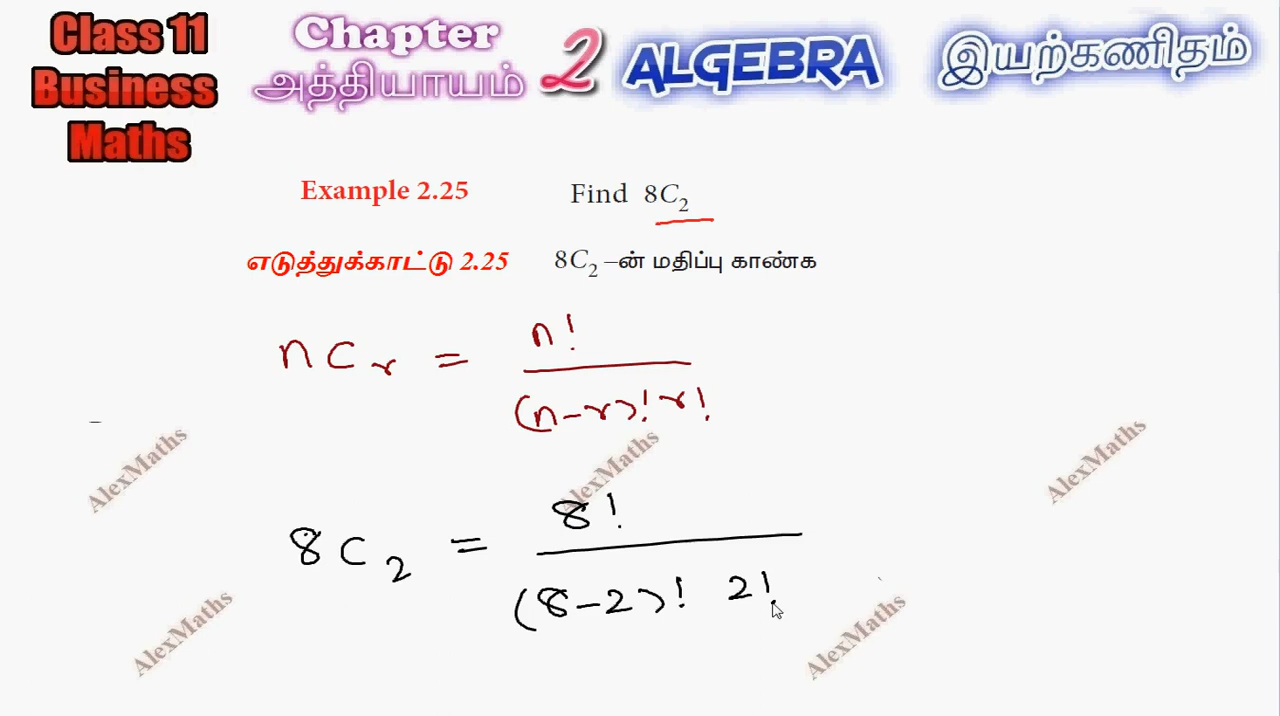 Class 11
Business
Maths
Chapter
அத்தியாயம்
2
ALGEBRA
இயற்கணிதம்
Example 2.25 Find 8C₂
எடுத்துக்காட்டு 2.25 8C₂ –ன் மதிப்பு காண்க
nCᵣ = n! / (n-r)! r!
AlexMaths
AlexMaths
AlexMaths
8C₂ = 8! / (8-2)! 2!
AlexMaths
AlexMaths